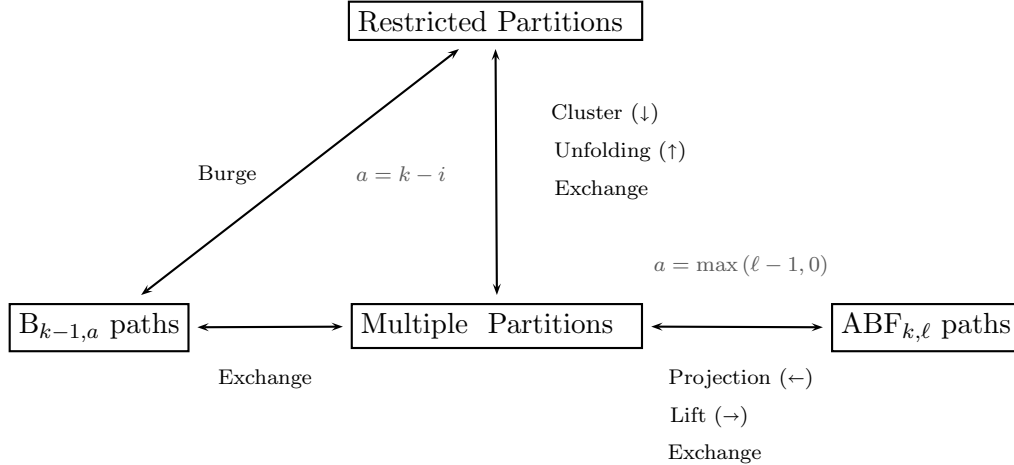 Restricted Partitions
Cluster (↓)
Unfolding (↑)
Exchange
Burge
a = k − i
a = max (ℓ − 1, 0)
B_{k−1,a} paths
Multiple Partitions
ABF_{k,ℓ} paths
Exchange
Projection (←)
Lift (→)
Exchange